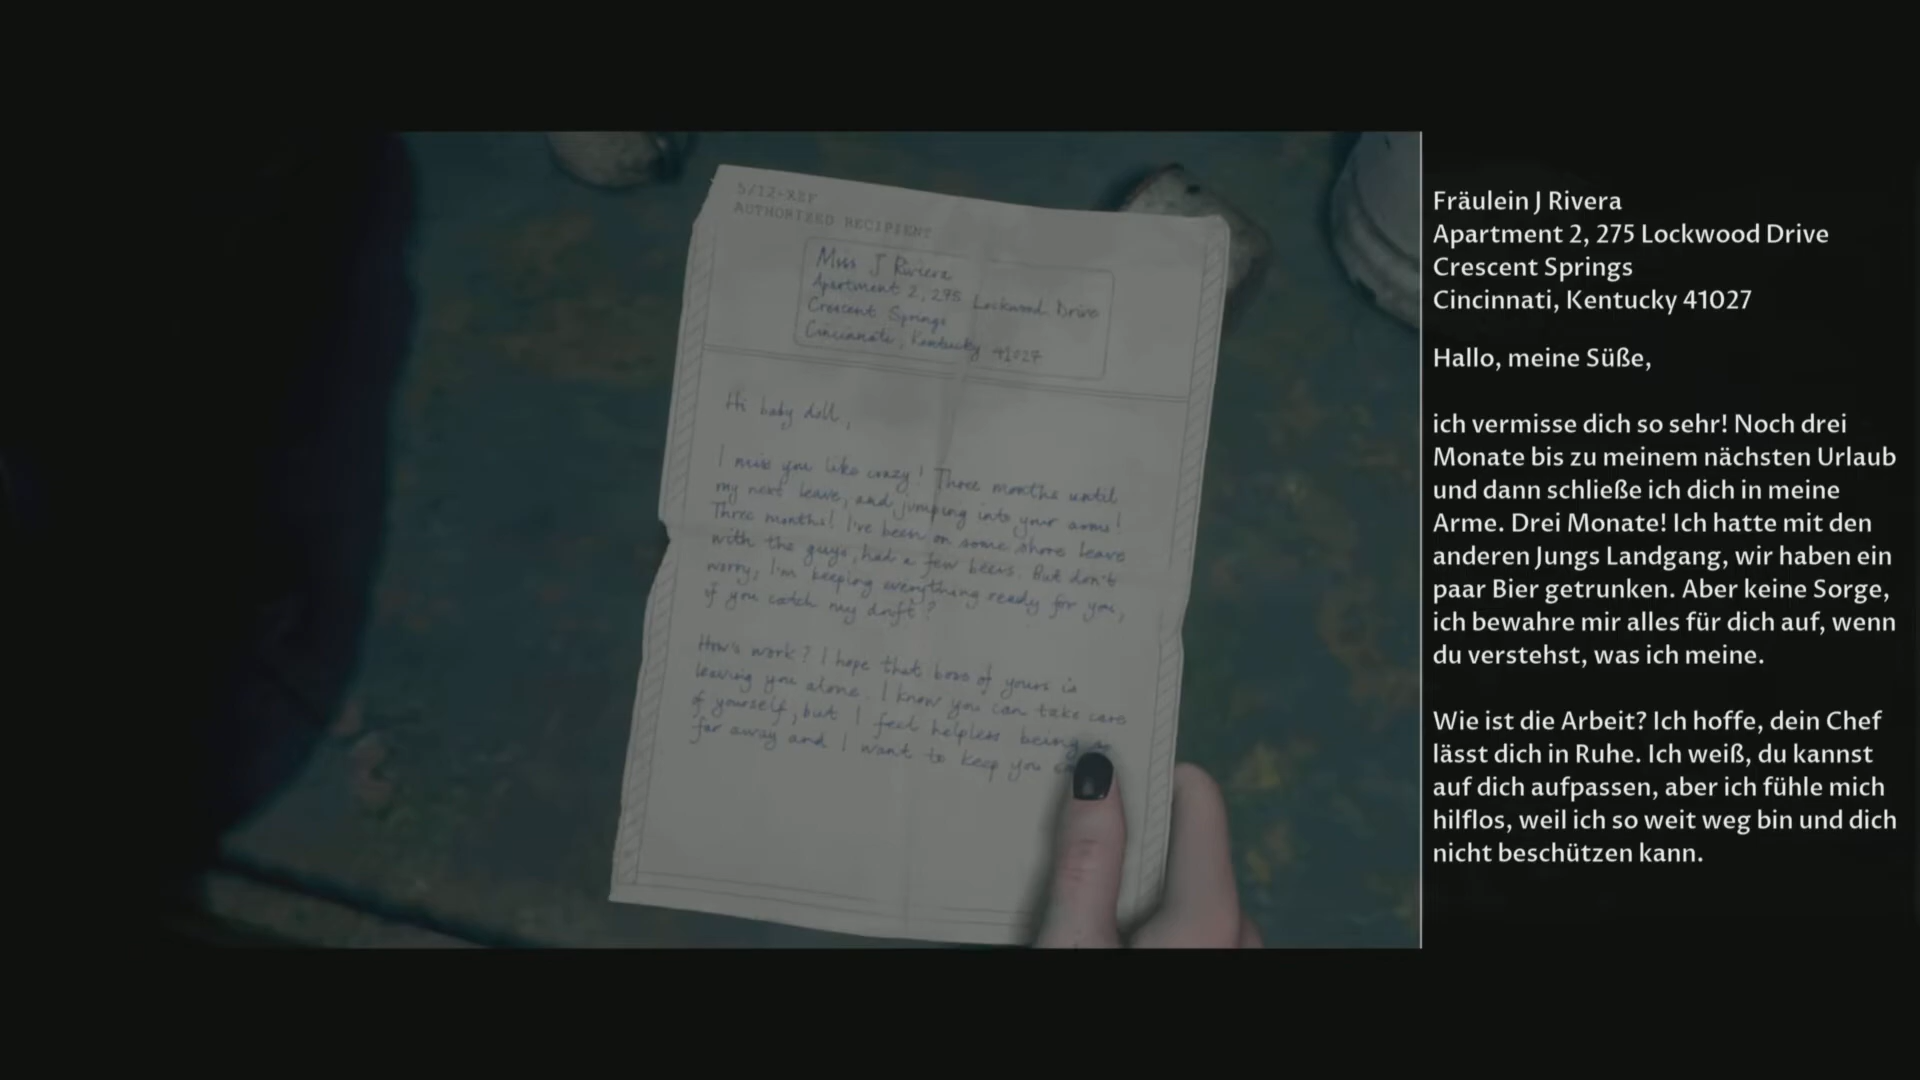 5/12-XZF
AUTHORIZED RECIPIENT
Miss J Riviera
Apartment 2, 275 Lockwood Drive
Crescent Springs
Cincinnati, Kentucky 41027
Hi baby doll,
I miss you like crazy! Three months until
my next leave, and jumping into your arms!
Three months! I've been on some shore leave
with the guys, had a few beers. But don't
worry, I'm keeping everything ready for you,
if you catch my drift?
How's work? I hope that boss of yours is
leaving you alone. I know you can take care
of yourself, but I feel helpless being so
far away and I want to keep you
Fräulein J Rivera
Apartment 2, 275 Lockwood Drive
Crescent Springs
Cincinnati, Kentucky 41027
Hallo, meine Süße,
ich vermisse dich so sehr! Noch drei
Monate bis zu meinem nächsten Urlaub
und dann schließe ich dich in meine
Arme. Drei Monate! Ich hatte mit den
anderen Jungs Landgang, wir haben ein
paar Bier getrunken. Aber keine Sorge,
ich bewahre mir alles für dich auf, wenn
du verstehst, was ich meine.
Wie ist die Arbeit? Ich hoffe, dein Chef
lässt dich in Ruhe. Ich weiß, du kannst
auf dich aufpassen, aber ich fühle mich
hilflos, weil ich so weit weg bin und dich
nicht beschützen kann.